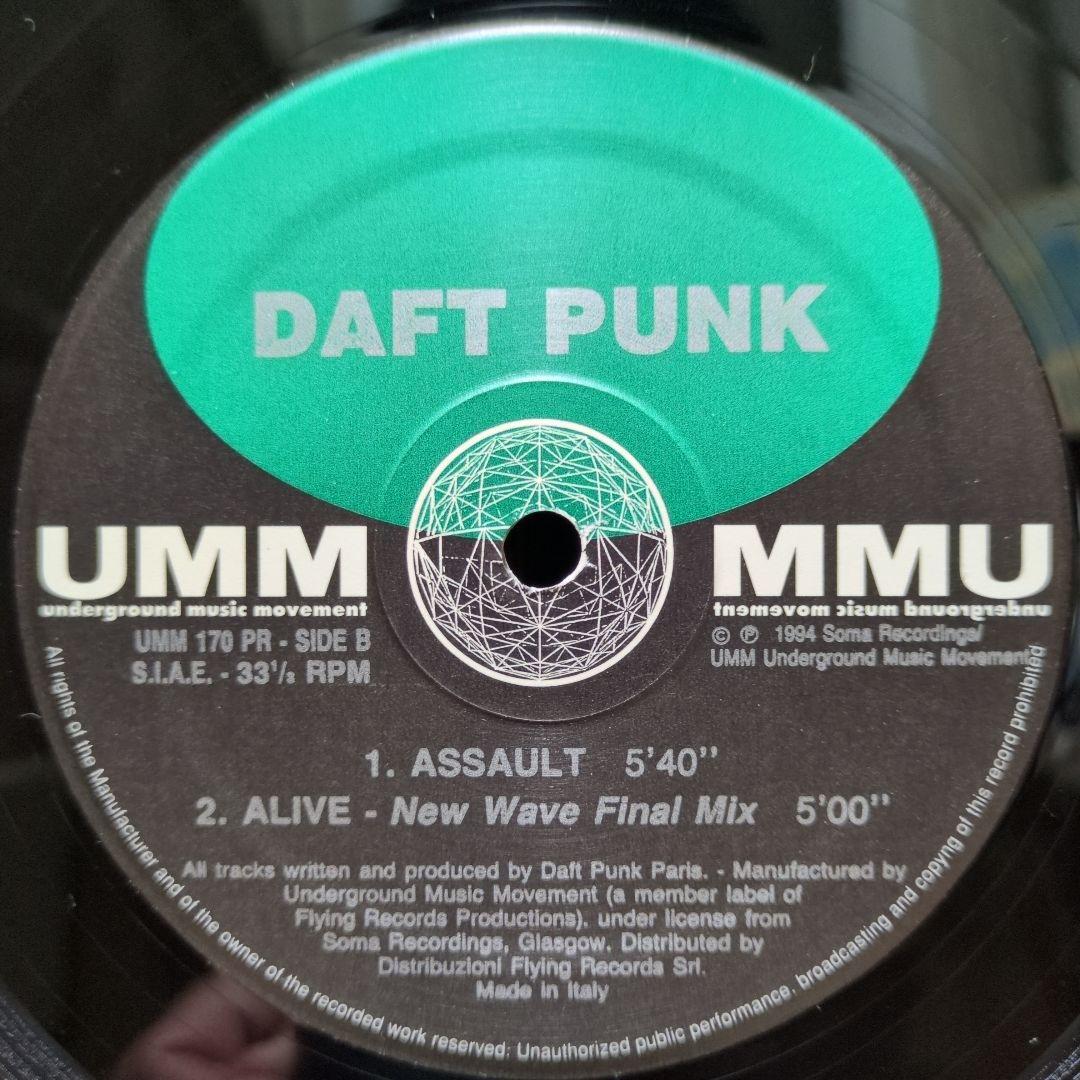 DAFT PUNK
UMM
underground music movement
UMM 170 PR - SIDE B
S.I.A.E. - 33⅓ RPM
MMU
underground music movement
© ℗ 1994 Soma Recordings/
UMM Underground Music Movement
1. ASSAULT 5'40''
2. ALIVE - New Wave Final Mix 5'00''
All tracks written and produced by Daft Punk Paris. - Manufactured by
Underground Music Movement (a member label of
Flying Records Productions), under license from
Soma Recordings, Glasgow. Distributed by
Distribuzioni Flying Records Srl.
Made in Italy
All rights of the Manufacturer and of the owner of the recorded work reserved. Unauthorized public performance, broadcasting and copyng of this record prohibited